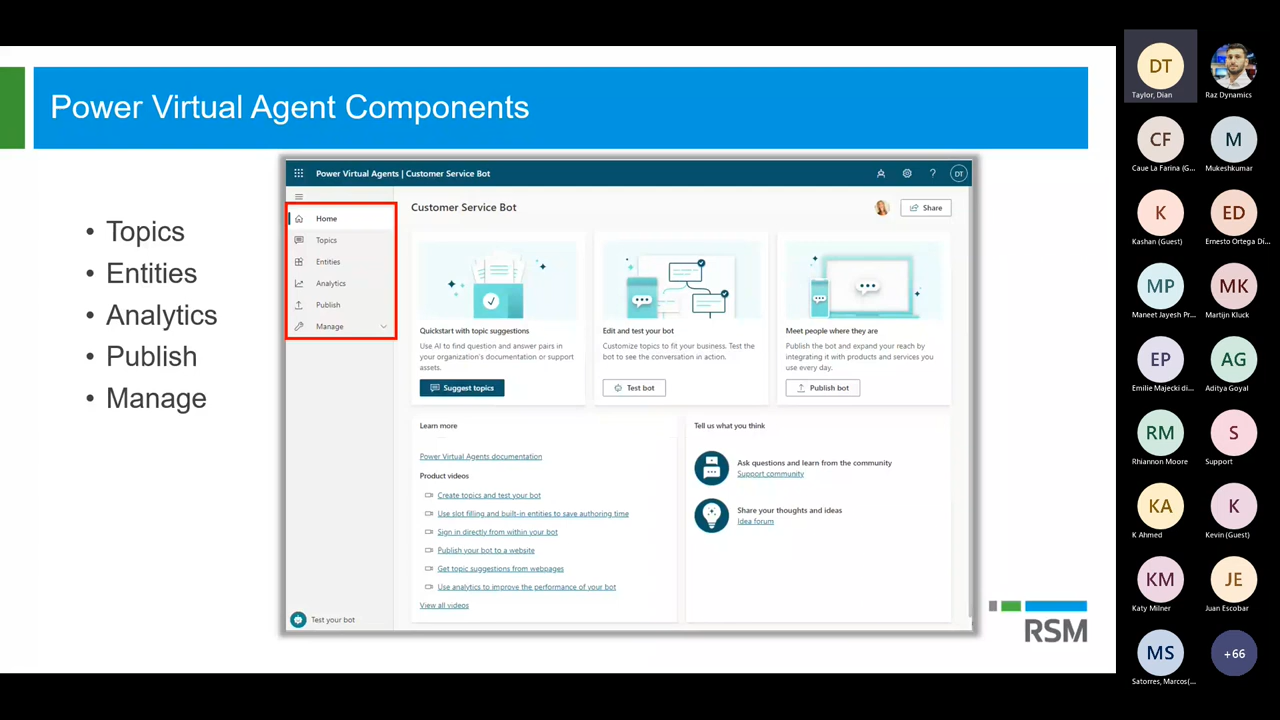 Power Virtual Agent Components
• Topics
• Entities
• Analytics
• Publish
• Manage
Power Virtual Agents | Customer Service Bot
? DT
Home
Topics
Entities
Analytics
Publish
Manage
Test your bot
Customer Service Bot
Share
Quickstart with topic suggestions
Use AI to find question and answer pairs in
your organization's documentation or support
assets.
Suggest topics
Edit and test your bot
Customize topics to fit your business. Test the
bot to see the conversation in action.
Test bot
Meet people where they are
Publish the bot and expand your reach by
integrating it with products and services you
use every day.
Publish bot
Learn more
Power Virtual Agents documentation
Product videos
Create topics and test your bot
Use slot filling and built-in entities to save authoring time
Sign in directly from within your bot
Publish your bot to a website
Get topic suggestions from webpages
Use analytics to improve the performance of your bot
View all videos
Tell us what you think
Ask questions and learn from the community
Support community
Share your thoughts and ideas
Idea forum
RSM
DT
Taylor, Dian
Raz Dynamics
CF
Caue La Farina (G...
M
Mukeshkumar
K
Kashan (Guest)
ED
Ernesto Ortega Di...
MP
Maneet Jayesh Pr...
MK
Martijn Kluck
EP
Emilie Majecki di...
AG
Aditya Goyal
RM
Rhiannon Moore
S
Support
KA
K Ahmed
K
Kevin (Guest)
KM
Katy Milner
JE
Juan Escobar
MS
Satorres, Marcos(...
+66